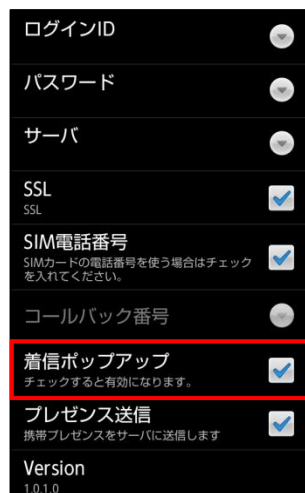 ログインID
パスワード
サーバ
SSL
SSL
SIM電話番号
SIMカードの電話番号を使う場合はチェック
を入れてください。
コールバック番号
着信ポップアップ
チェックすると有効になります。
プレゼンス送信
携帯プレゼンスをサーバに送信します
Version
1.0.1.0